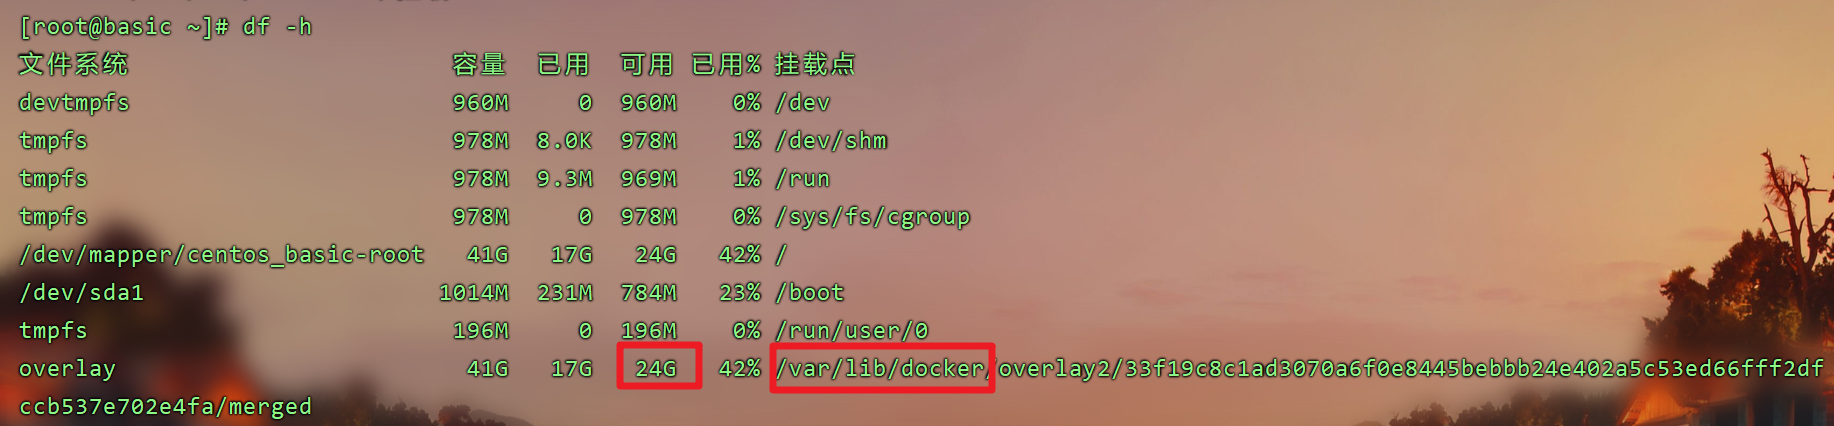 [root@basic ~]# df -h
文件系统 容量 已用 可用 已用% 挂载点
devtmpfs 960M 0 960M 0% /dev
tmpfs 978M 8.0K 978M 1% /dev/shm
tmpfs 978M 9.3M 969M 1% /run
tmpfs 978M 0 978M 0% /sys/fs/cgroup
/dev/mapper/centos_basic-root 41G 17G 24G 42% /
/dev/sda1 1014M 231M 784M 23% /boot
tmpfs 196M 0 196M 0% /run/user/0
overlay 41G 17G 24G 42% /var/lib/docker/overlay2/33f19c8c1ad3070a6f0e8445bebbb24e402a5c53ed66fff2df
ccb537e702e4fa/merged